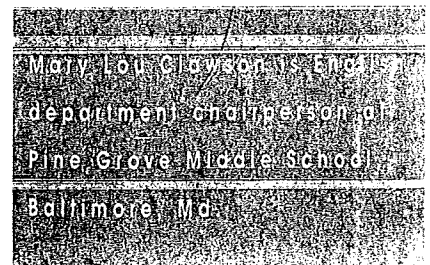 Mary Lou Clawson is English
department chairperson at
Pine Grove Middle School,
Baltimore, Md.